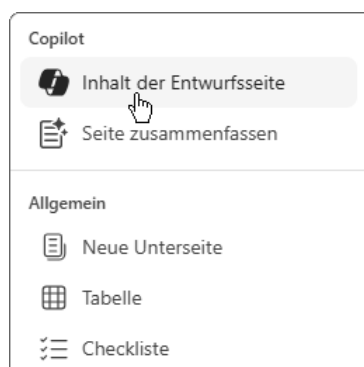 Copilot
Inhalt der Entwurfsseite
Seite zusammenfassen
Allgemein
Neue Unterseite
Tabelle
Checkliste